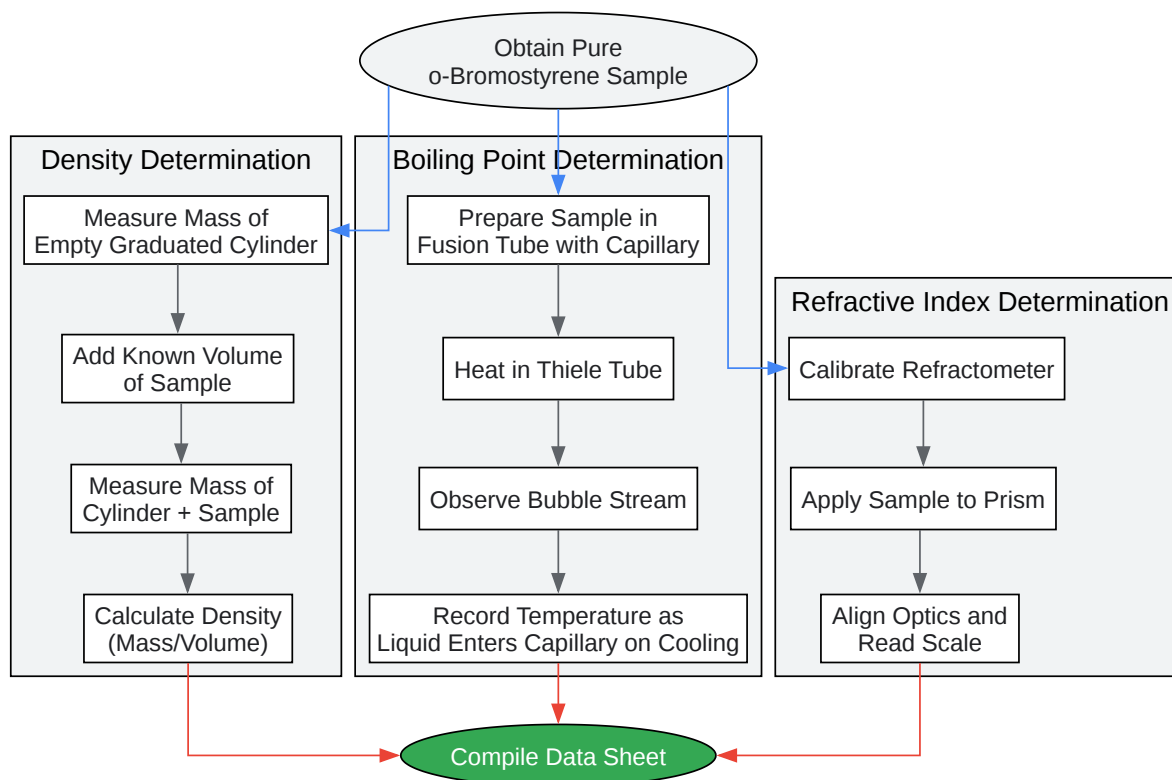 Obtain Pure
o-Bromostyrene Sample
Density Determination
Measure Mass of
Empty Graduated Cylinder
Add Known Volume
of Sample
Measure Mass of
Cylinder + Sample
Calculate Density
(Mass/Volume)
Boiling Point Determination
Prepare Sample in
Fusion Tube with Capillary
Heat in Thiele Tube
Observe Bubble Stream
Record Temperature as
Liquid Enters Capillary on Cooling
Refractive Index Determination
Calibrate Refractometer
Apply Sample to Prism
Align Optics and
Read Scale
Compile Data Sheet